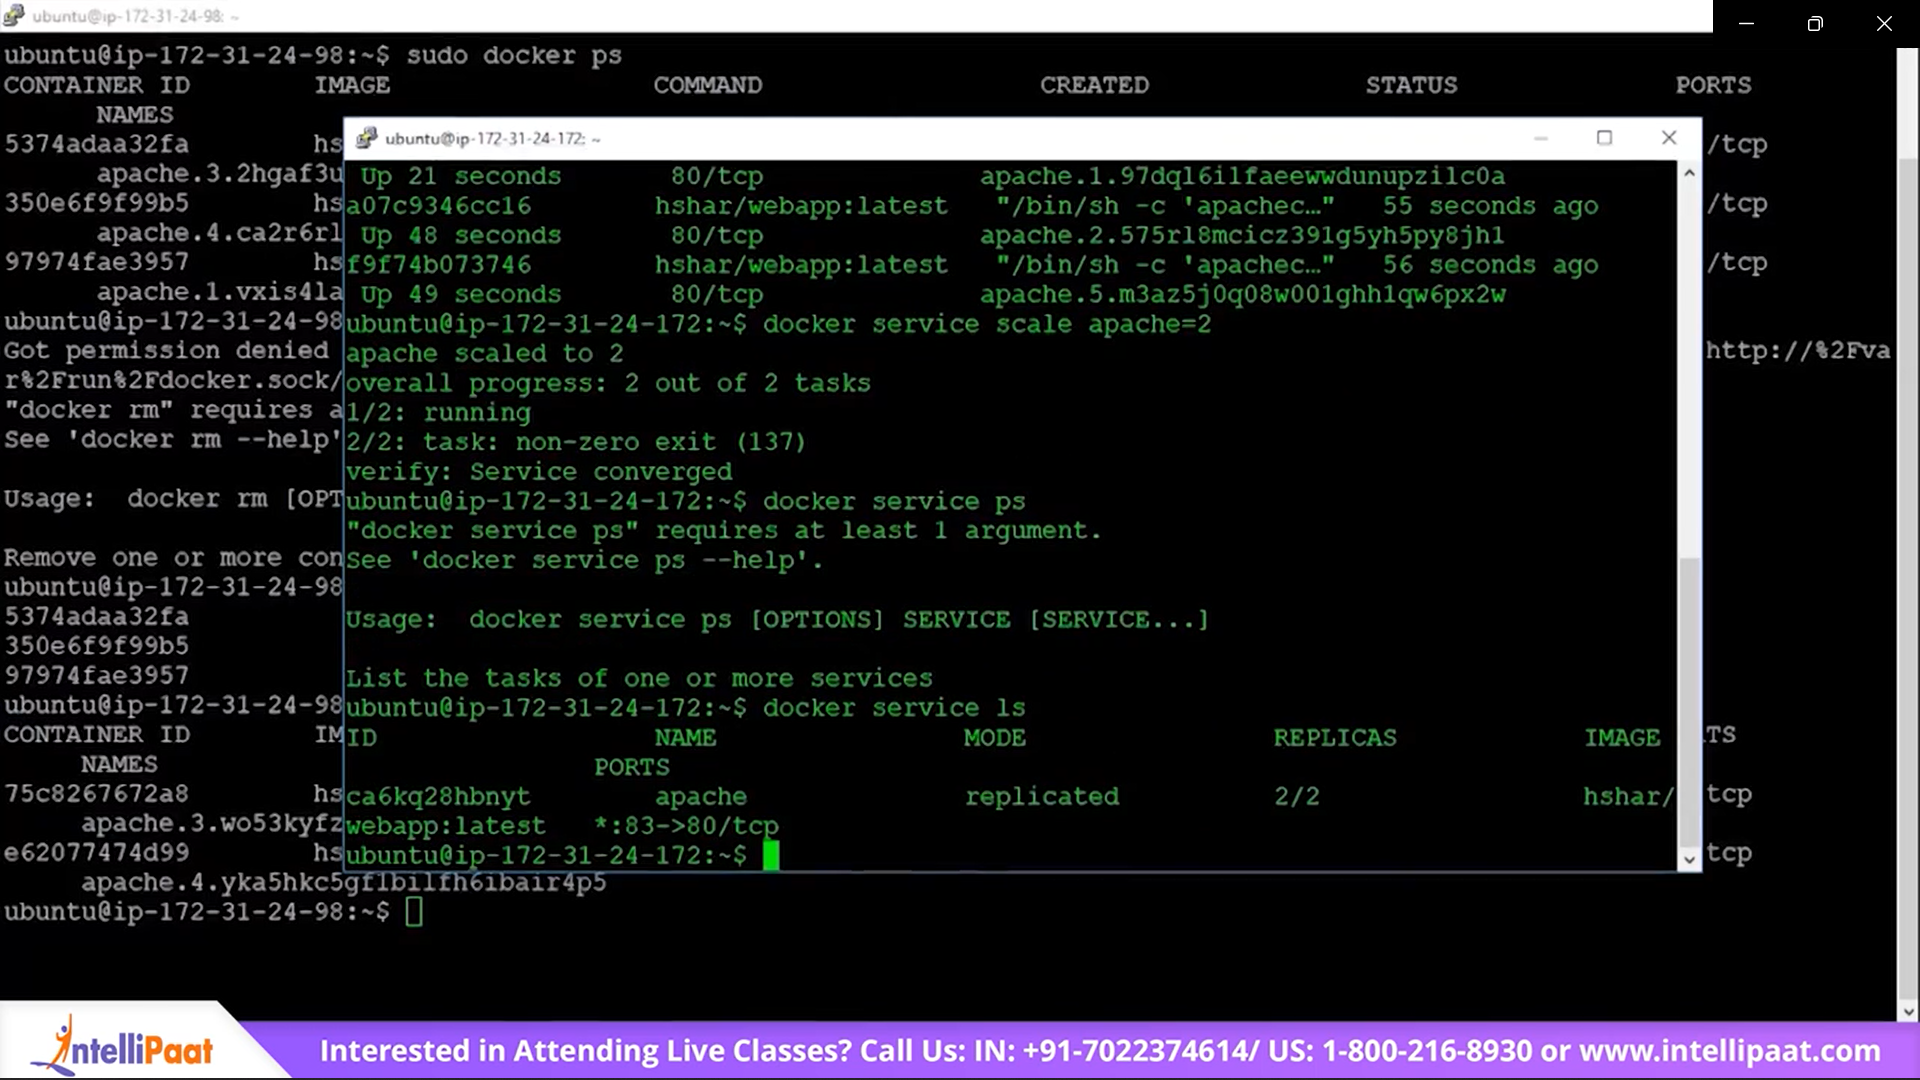 ubuntu@ip-172-31-24-98: ~
ubuntu@ip-172-31-24-98:~$ sudo docker ps
CONTAINER ID IMAGE COMMAND CREATED STATUS PORTS
NAMES
5374adaa32fa hs /tcp
apache.3.2hgaf3u
350e6f9f99b5 hs /tcp
apache.4.ca2r6rl
97974fae3957 hs /tcp
apache.1.vxis4la
ubuntu@ip-172-31-24-98
Got permission denied http://%2Fva
r%2Frun%2Fdocker.sock/
"docker rm" requires a
See 'docker rm --help'
Usage: docker rm [OPT
Remove one or more con
ubuntu@ip-172-31-24-98
5374adaa32fa
350e6f9f99b5
97974fae3957
ubuntu@ip-172-31-24-98
CONTAINER ID IM TS
NAMES
75c8267672a8 hs tcp
apache.3.wo53kyfz
e62077474d99 hs tcp
apache.4.yka5hkc5gf1bilfh6ibair4p5
ubuntu@ip-172-31-24-98:~$
ubuntu@ip-172-31-24-172: ~
Up 21 seconds 80/tcp apache.1.97dql6ilfaeewwdunupzilc0a
a07c9346cc16 hshar/webapp:latest "/bin/sh -c 'apachec…" 55 seconds ago
Up 48 seconds 80/tcp apache.2.575rl8mcicz391g5yh5py8jh1
f9f74b073746 hshar/webapp:latest "/bin/sh -c 'apachec…" 56 seconds ago
Up 49 seconds 80/tcp apache.5.m3az5j0q08w001ghh1qw6px2w
ubuntu@ip-172-31-24-172:~$ docker service scale apache=2
apache scaled to 2
overall progress: 2 out of 2 tasks
1/2: running
2/2: task: non-zero exit (137)
verify: Service converged
ubuntu@ip-172-31-24-172:~$ docker service ps
"docker service ps" requires at least 1 argument.
See 'docker service ps --help'.
Usage: docker service ps [OPTIONS] SERVICE [SERVICE...]
List the tasks of one or more services
ubuntu@ip-172-31-24-172:~$ docker service ls
ID NAME MODE REPLICAS IMAGE
PORTS
ca6kq28hbnyt apache replicated 2/2 hshar/
webapp:latest *:83->80/tcp
ubuntu@ip-172-31-24-172:~$
IntelliPaat
Interested in Attending Live Classes? Call Us: IN: +91-7022374614/ US: 1-800-216-8930 or www.intellipaat.com